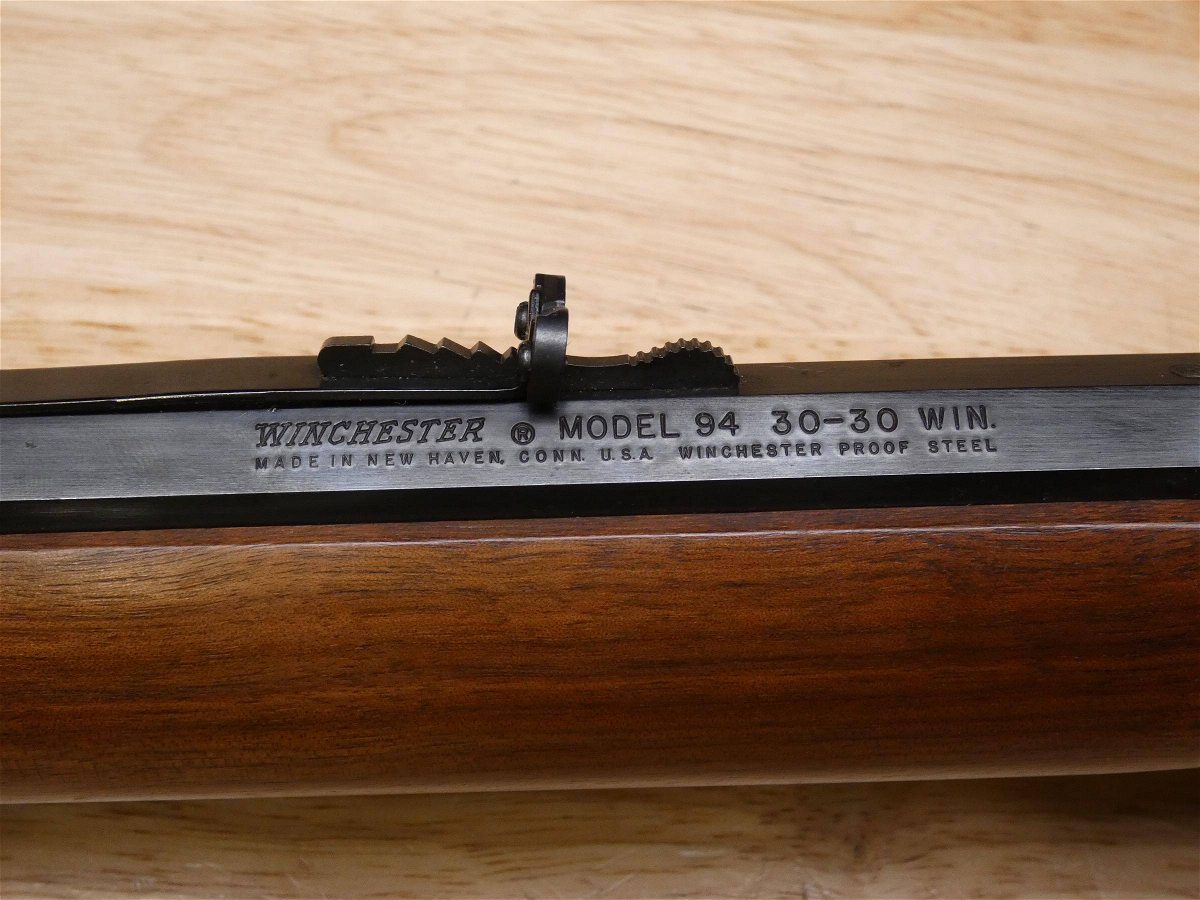 WINCHESTER ® MODEL 94 30-30 WIN.
MADE IN NEW HAVEN, CONN. U.S.A. WINCHESTER PROOF STEEL